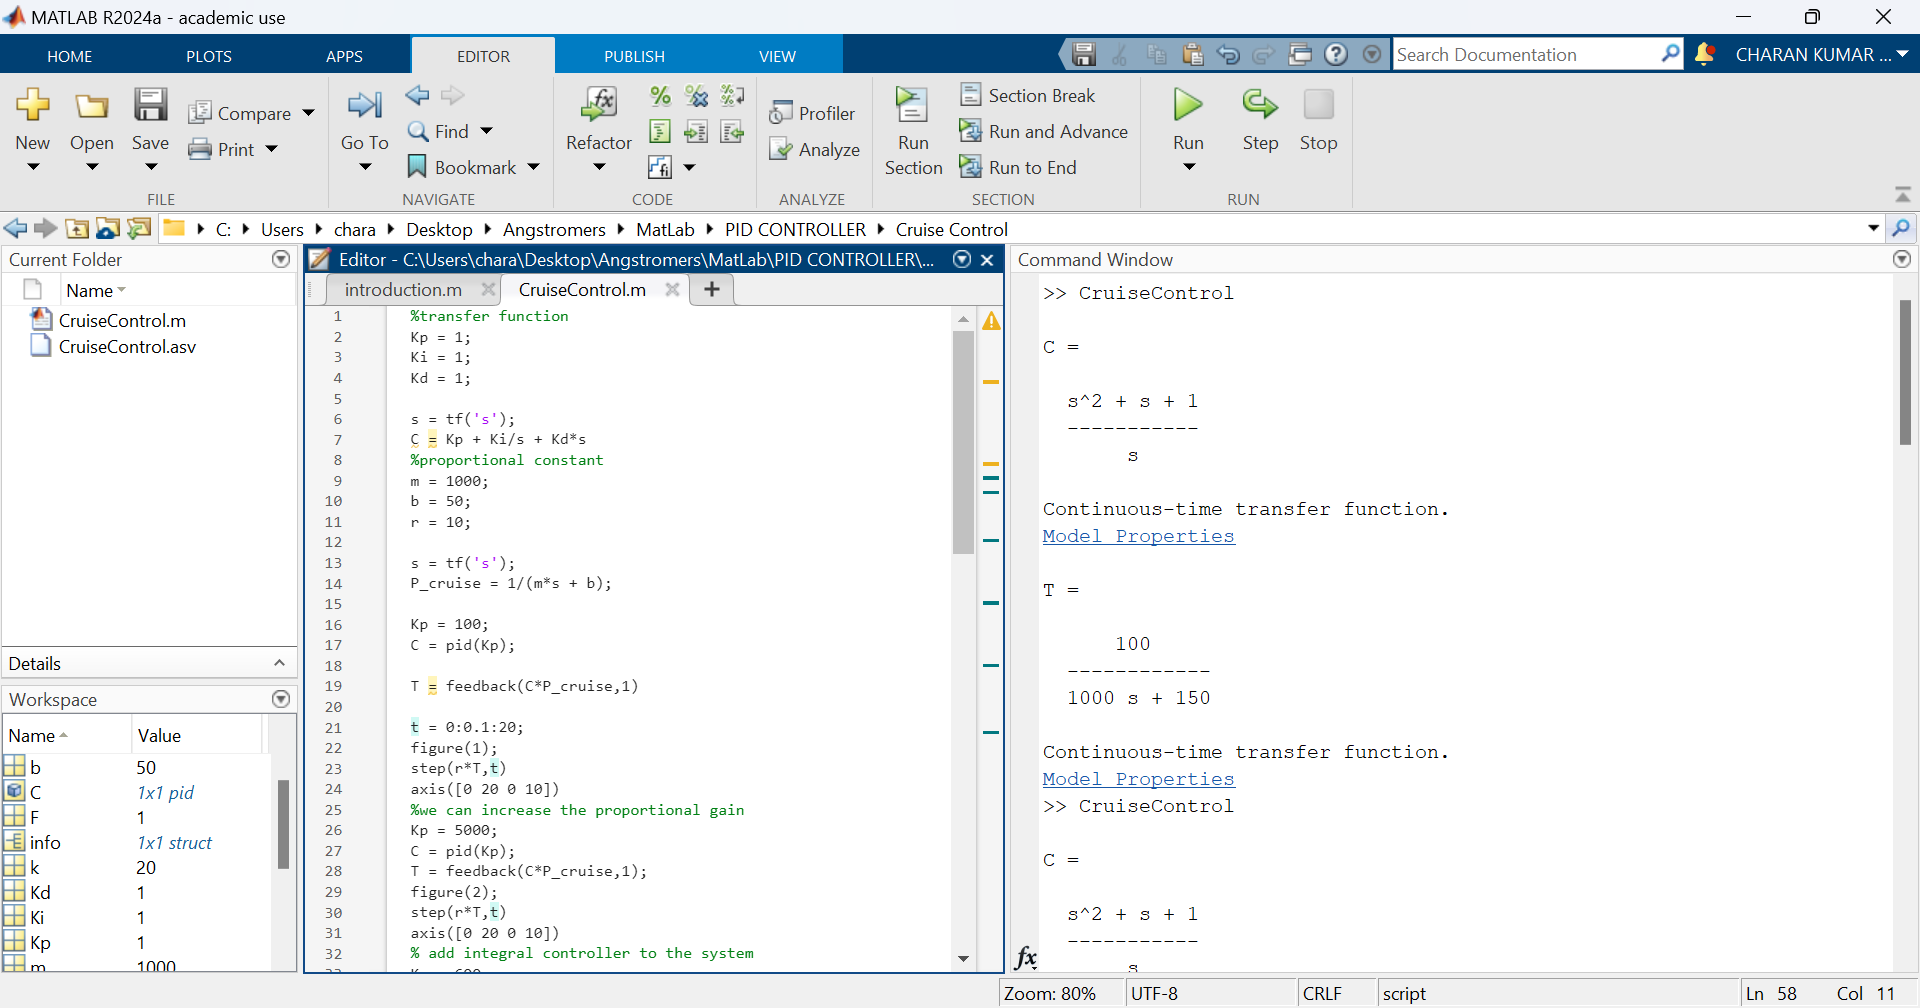 MATLAB R2024a - academic use
HOME PLOTS APPS EDITOR PUBLISH VIEW
Search Documentation
CHARAN KUMAR ...
New
Open
Save
Compare
Print
FILE
Go To
Find
Bookmark
NAVIGATE
Refactor
CODE
Profiler
Analyze
ANALYZE
Run
Section
Section Break
Run and Advance
Run to End
SECTION
Run
Step
Stop
RUN
C: Users chara Desktop Angstromers MatLab PID CONTROLLER Cruise Control
Current Folder
Name
CruiseControl.m
CruiseControl.asv
Details
Workspace
Name Value
b 50
C 1x1 pid
F 1
info 1x1 struct
k 20
Kd 1
Ki 1
Kp 1
m 1000
Editor - C:\Users\chara\Desktop\Angstromers\MatLab\PID CONTROLLER\...
introduction.m CruiseControl.m +
1 %transfer function
2 Kp = 1;
3 Ki = 1;
4 Kd = 1;
5
6 s = tf('s');
7 C = Kp + Ki/s + Kd*s
8 %proportional constant
9 m = 1000;
10 b = 50;
11 r = 10;
12
13 s = tf('s');
14 P_cruise = 1/(m*s + b);
15
16 Kp = 100;
17 C = pid(Kp);
18
19 T = feedback(C*P_cruise,1)
20
21 t = 0:0.1:20;
22 figure(1);
23 step(r*T,t)
24 axis([0 20 0 10])
25 %we can increase the proportional gain
26 Kp = 5000;
27 C = pid(Kp);
28 T = feedback(C*P_cruise,1);
29 figure(2);
30 step(r*T,t)
31 axis([0 20 0 10])
32 % add integral controller to the system
Command Window
>> CruiseControl
C =
s^2 + s + 1
-----------
s
Continuous-time transfer function.
Model Properties
T =
100
------------
1000 s + 150
Continuous-time transfer function.
Model Properties
>> CruiseControl
C =
s^2 + s + 1
-----------
s
fx
Zoom: 80% UTF-8 CRLF script Ln 58 Col 11